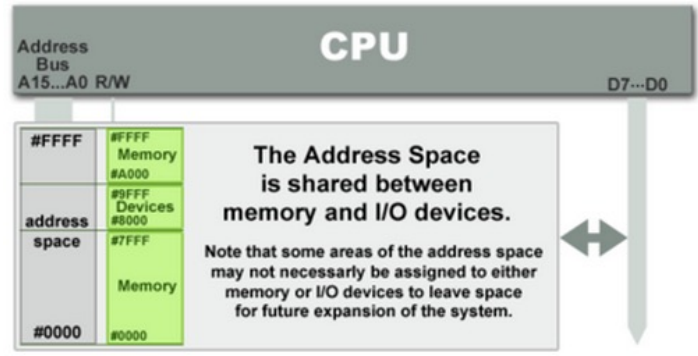 CPU
Address
Bus
A15...A0 R/W
D7···D0
#FFFF
address
space
#0000
#FFFF
Memory
#A000
#9FFF
Devices
#8000
#7FFF
Memory
#0000
The Address Space
is shared between
memory and I/O devices.
Note that some areas of the address space
may not necessarly be assigned to either
memory or I/O devices to leave space
for future expansion of the system.